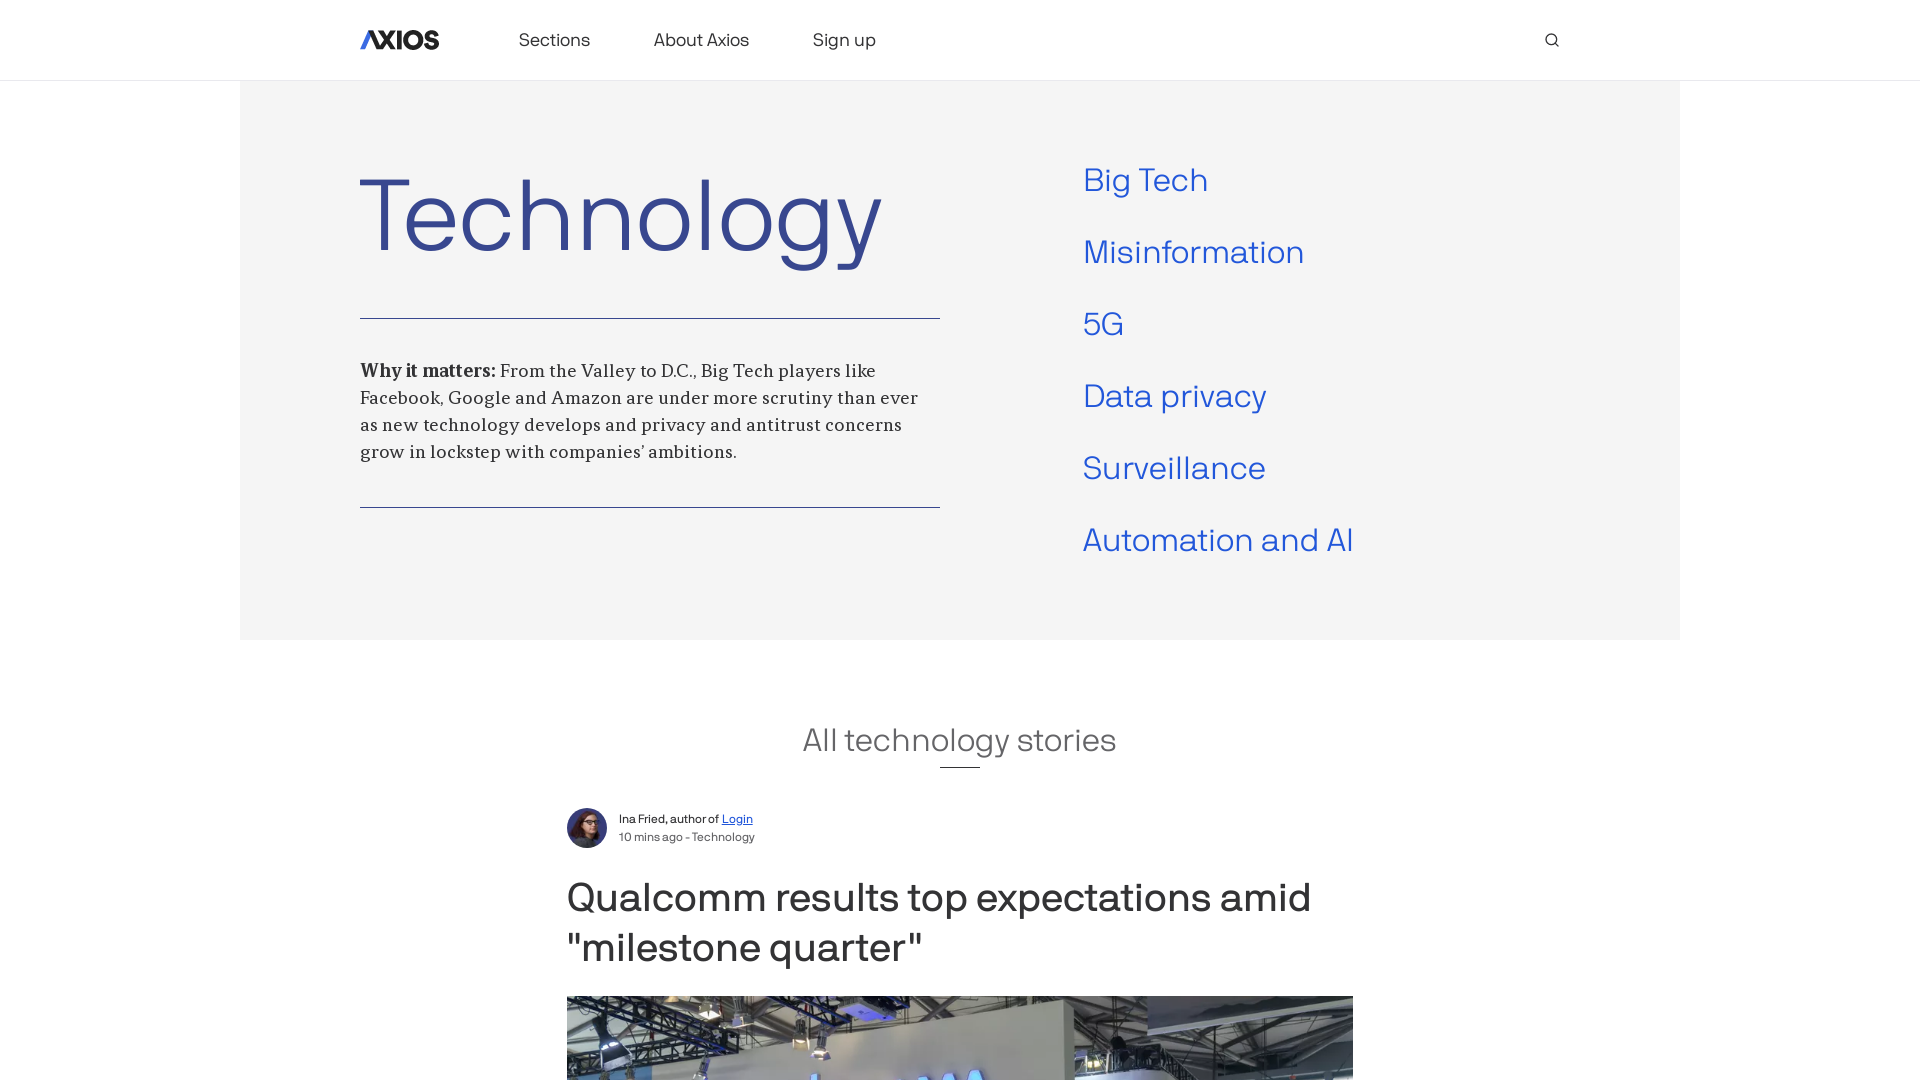 AXIOS
Sections
About Axios
Sign up
Technology
Why it matters: From the Valley to D.C., Big Tech players like
Facebook, Google and Amazon are under more scrutiny than ever
as new technology develops and privacy and antitrust concerns
grow in lockstep with companies’ ambitions.
Big Tech
Misinformation
5G
Data privacy
Surveillance
Automation and AI
All technology stories
Ina Fried, author of Login
10 mins ago - Technology
Qualcomm results top expectations amid
"milestone quarter"